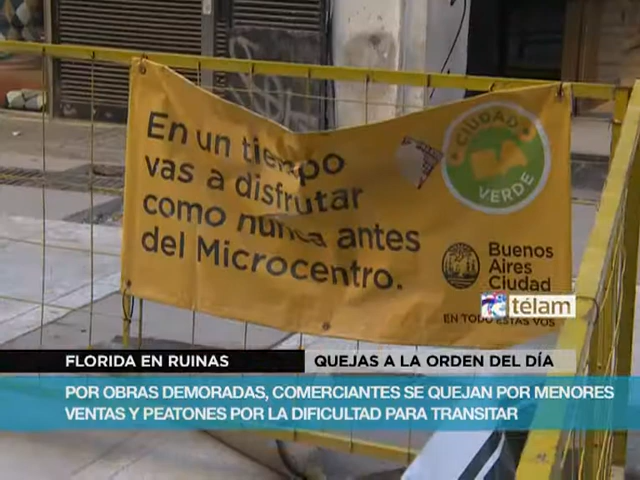 En un tiempo
vas a disfrutar
como nunca antes
del Microcentro.
CIUDAD
BA
VERDE
Buenos
Aires
Ciudad
EN TODO ESTÁS VOS
télam
FLORIDA EN RUINAS
QUEJAS A LA ORDEN DEL DÍA
POR OBRAS DEMORADAS, COMERCIANTES SE QUEJAN POR MENORES
VENTAS Y PEATONES POR LA DIFICULTAD PARA TRANSITAR